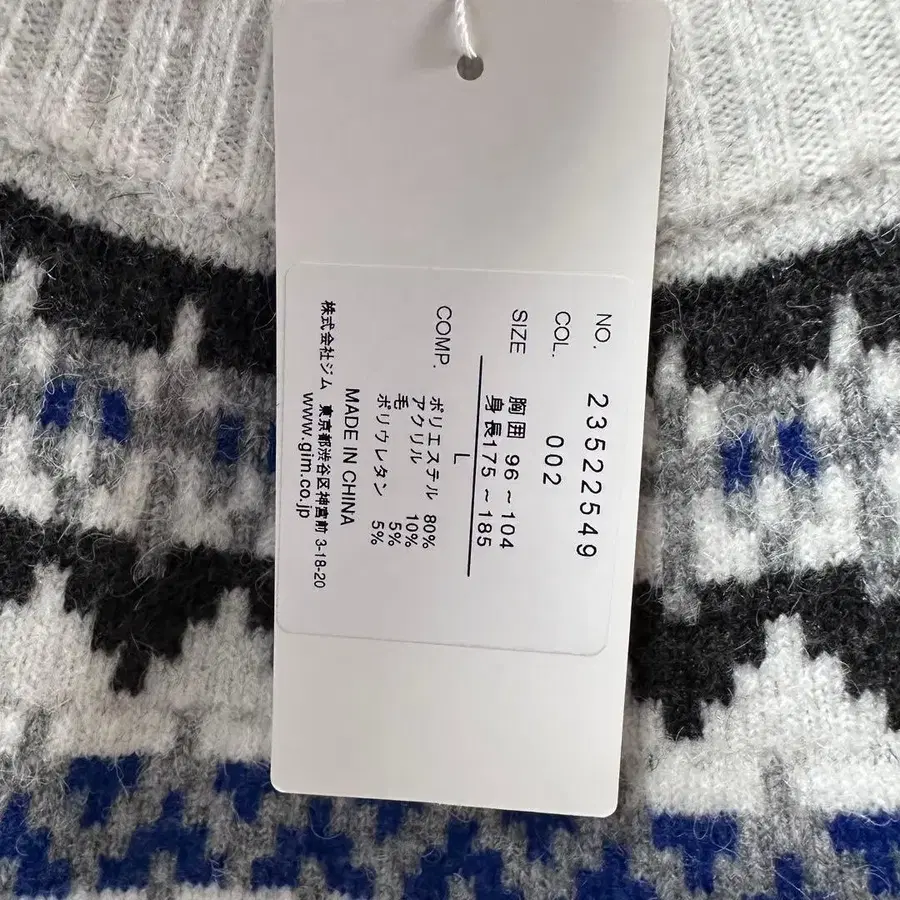 NO. 23522549
COL. 002
SIZE 胸囲 96～104
身長175～185
L
COMP. ポリエステル 80%
アクリル 10%
毛 5%
ポリウレタン 5%
MADE IN CHINA
株式会社ジム 東京都渋谷区神宮前 3-18-20
www.gim.co.jp